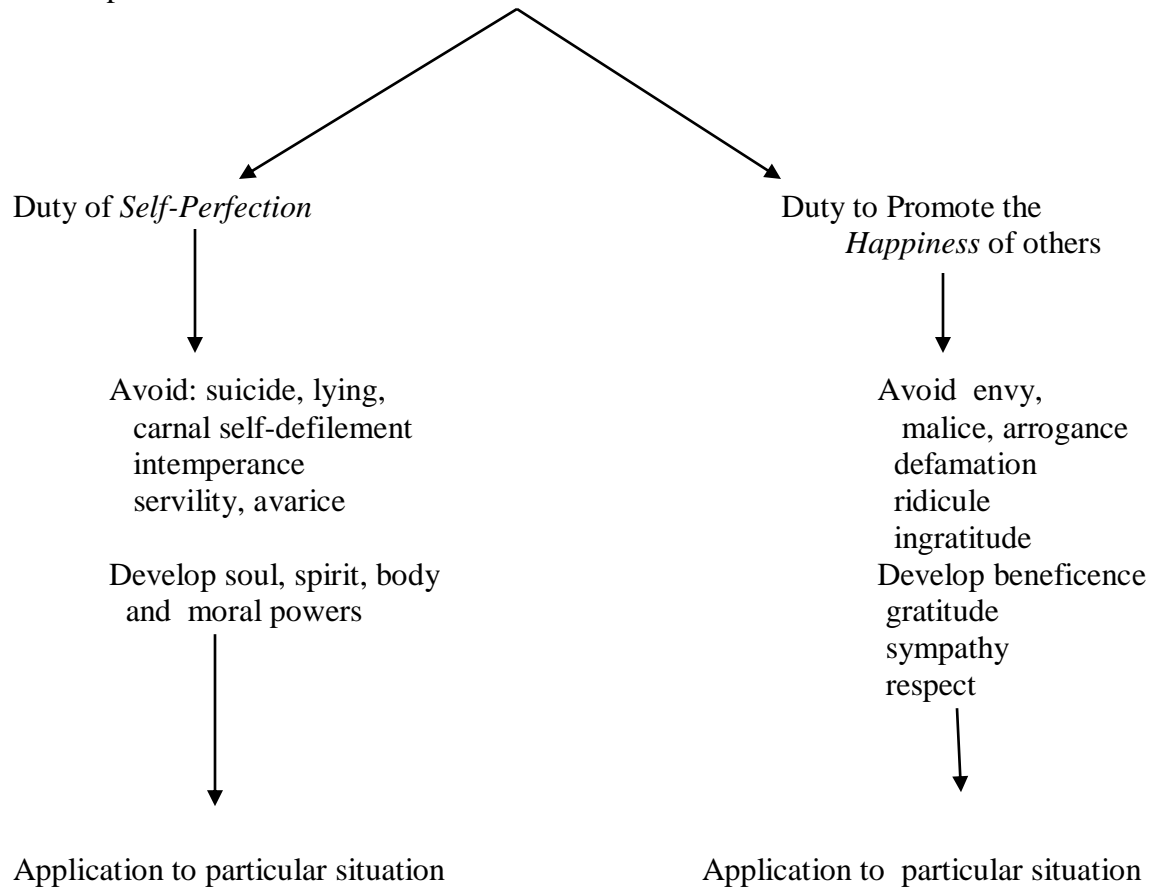 Duty of Self-Perfection
Duty to Promote the
Happiness of others
Avoid: suicide, lying,
carnal self-defilement
intemperance
servility, avarice
Develop soul, spirit, body
and moral powers
Avoid envy,
malice, arrogance
defamation
ridicule
ingratitude
Develop beneficence
gratitude
sympathy
respect
Application to particular situation
Application to particular situation